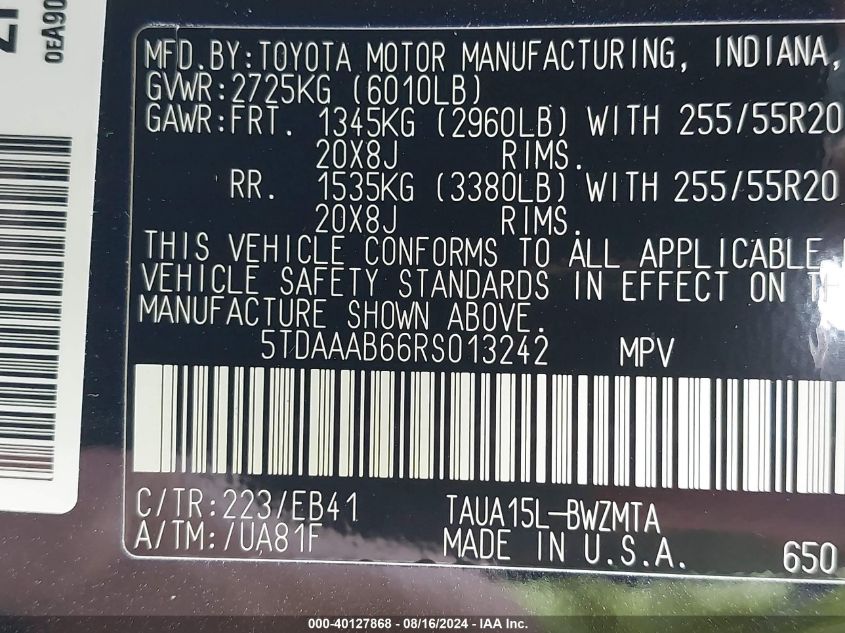 0EA90
MFD.BY:TOYOTA MOTOR MANUFACTURING, INDIANA,
GVWR:2725KG (6010LB)
GAWR:FRT. 1345KG (2960LB) WITH 255/55R20
20X8J RIMS.
RR. 1535KG (3380LB) WITH 255/55R20
20X8J RIMS.
THIS VEHICLE CONFORMS TO ALL APPLICABLE
VEHICLE SAFETY STANDARDS IN EFFECT ON TH
MANUFACTURE SHOWN ABOVE.
5TDAAAB66RS013242 MPV
C/TR:223/EB41 TAUA15L-BWZMTA
A/TM:/UA81F MADE IN U.S.A. 650
000-40127868 - 08/16/2024 - IAA Inc.